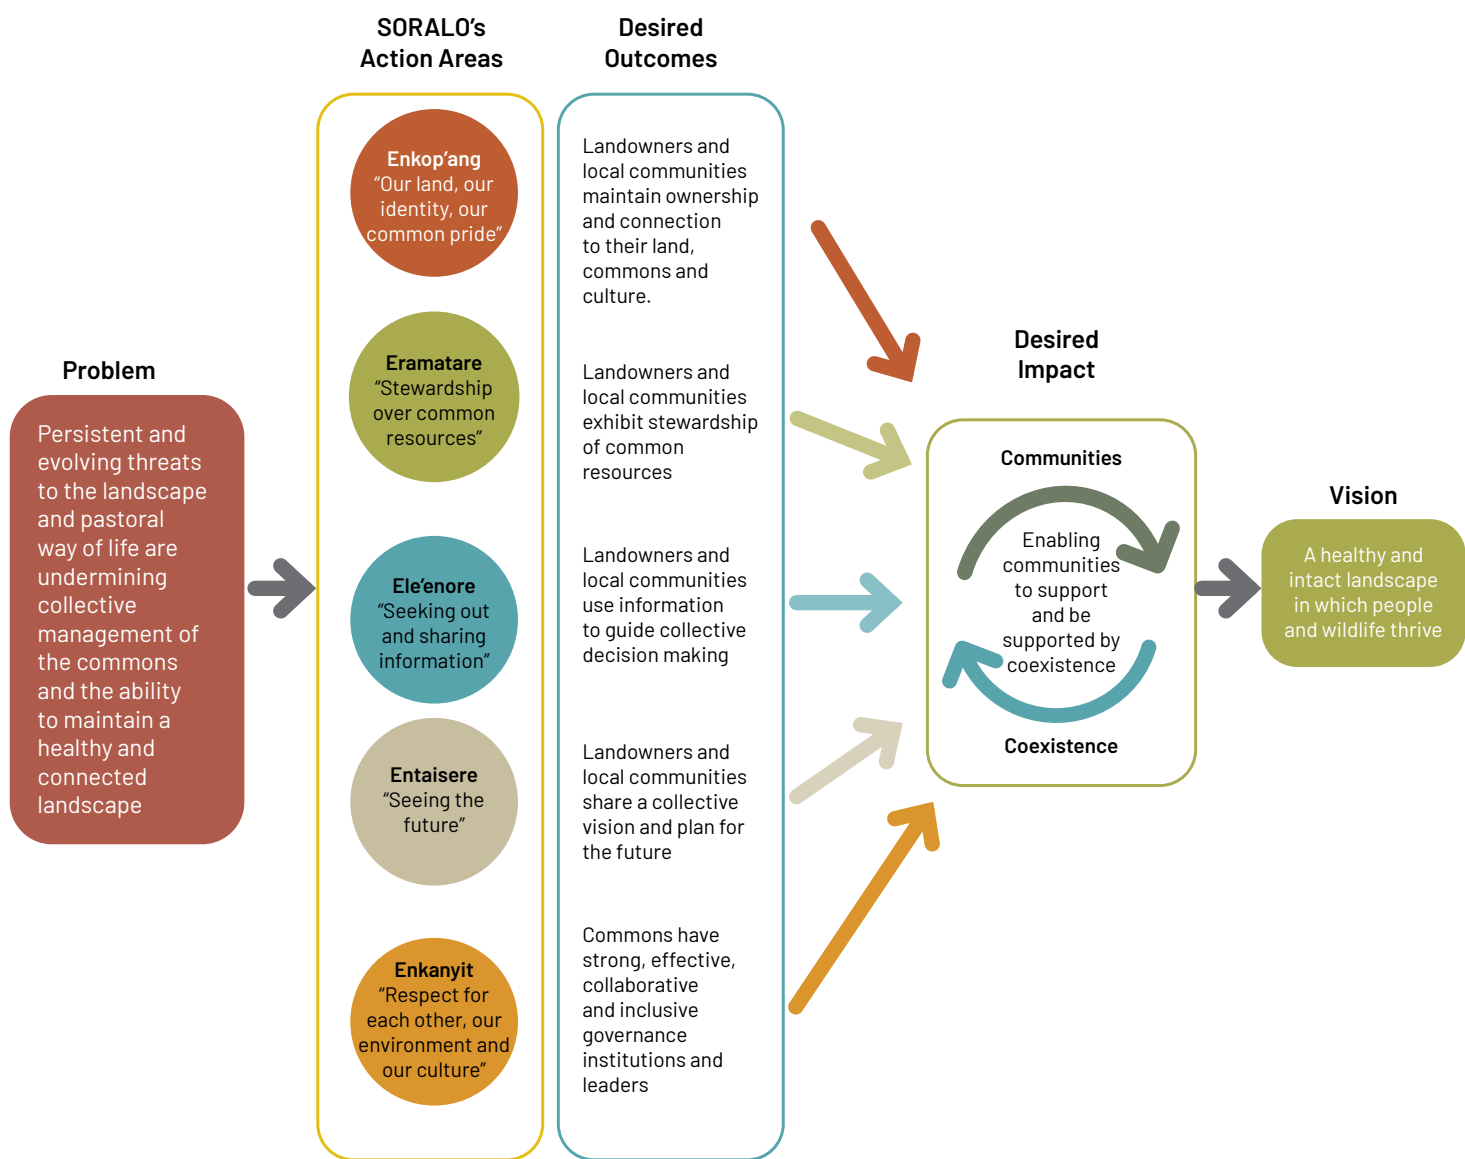 SORALO’s
Action Areas
Desired
Outcomes
Problem
Persistent and
evolving threats
to the landscape
and pastoral
way of life are
undermining
collective
management of
the commons
and the ability
to maintain a
healthy and
connected
landscape
Enkop’ang
“Our land, our
identity, our
common pride”
Landowners and
local communities
maintain ownership
and connection
to their land,
commons and
culture.
Eramatare
“Stewardship
over common
resources”
Landowners and
local communities
exhibit stewardship
of common
resources
Ele’enore
“Seeking out
and sharing
information”
Landowners and
local communities
use information
to guide collective
decision making
Entaisere
“Seeing the
future”
Landowners and
local communities
share a collective
vision and plan for
the future
Enkanyit
“Respect for
each other, our
environment and
our culture”
Commons have
strong, effective,
collaborative
and inclusive
governance
institutions and
leaders
Desired
Impact
Communities
Enabling
communities
to support
and be
supported by
coexistence
Coexistence
Vision
A healthy and
intact landscape
in which people
and wildlife thrive